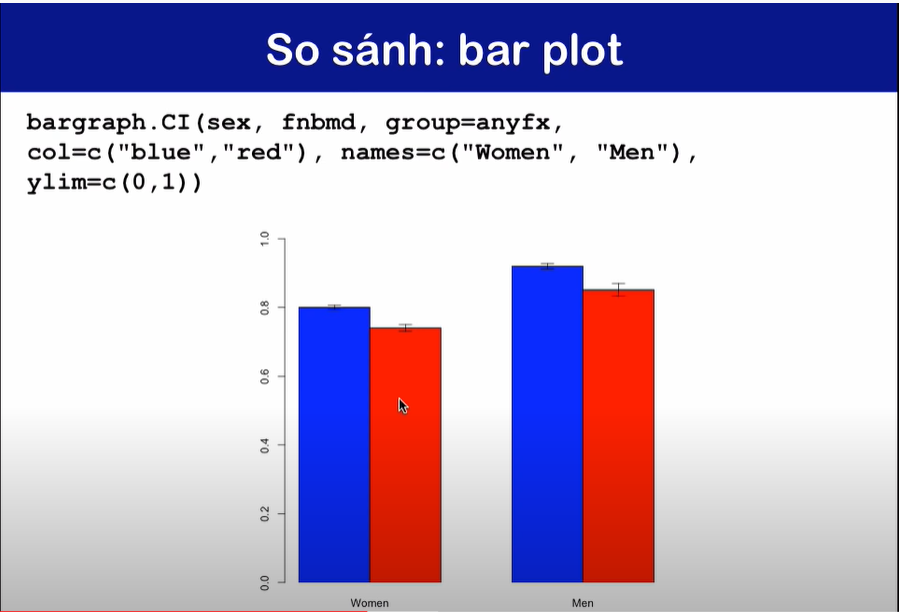 So sánh: bar plot
bargraph.CI(sex, fnbmd, group=anyfx,
col=c("blue","red"), names=c("Women", "Men"),
ylim=c(0,1))
1.0
0.8
0.6
0.4
0.2
0.0
Women Men